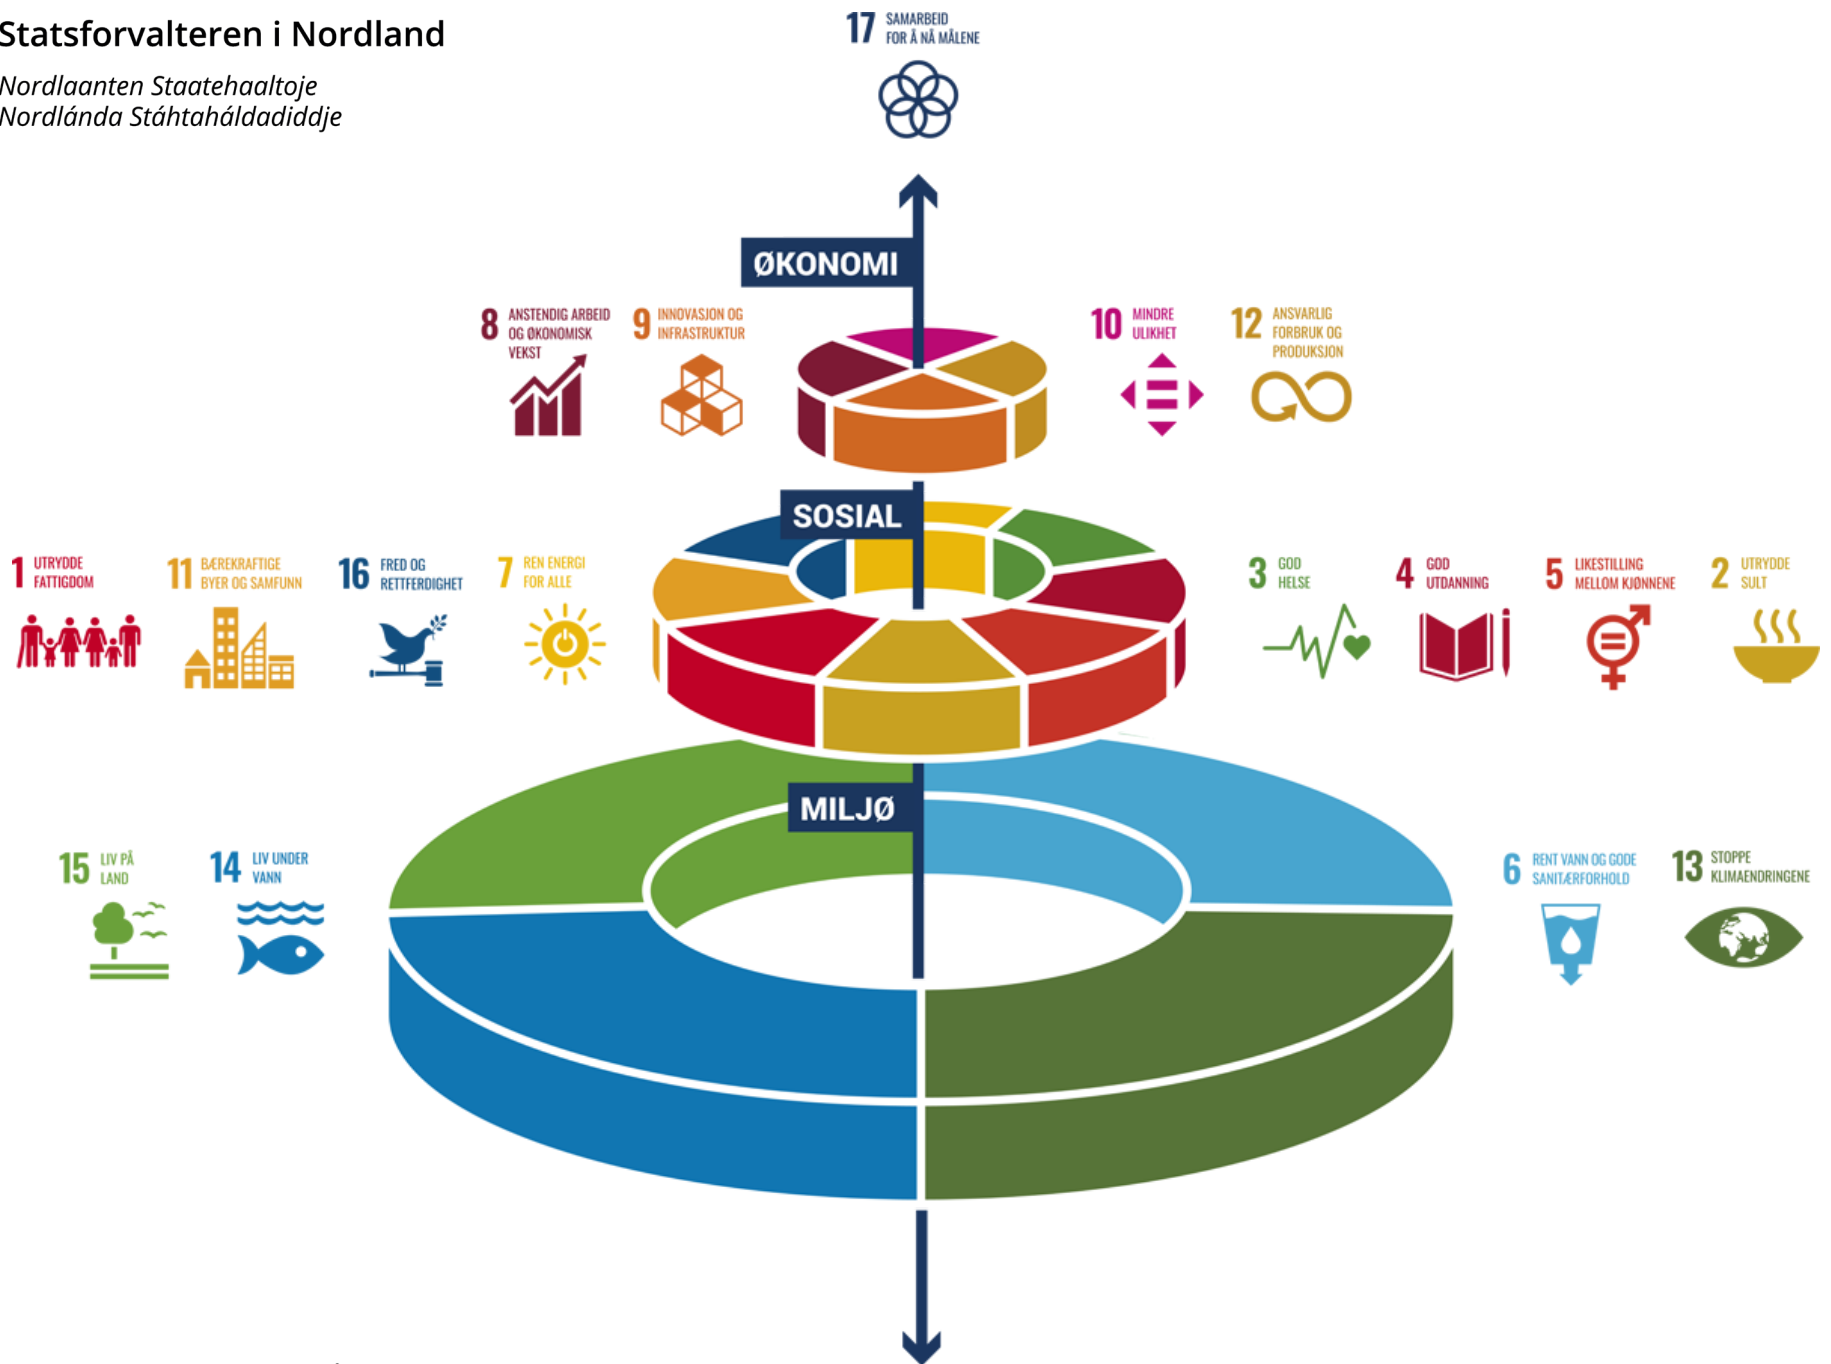 Statsforvalteren i Nordland
Nordlaanten Staatehaaltoje
Nordlánda Stáhtaháldadiddje
17 SAMARBEID
FOR Å NÅ MÅLENE
ØKONOMI
8 ANSTENDIG ARBEID
OG ØKONOMISK
VEKST
9 INNOVASJON OG
INFRASTRUKTUR
10 MINDRE
ULIKHET
12 ANSVARLIG
FORBRUK OG
PRODUKSJON
SOSIAL
1 UTRYDDE
FATTIGDOM
11 BÆREKRAFTIGE
BYER OG SAMFUNN
16 FRED OG
RETTFERDIGHET
7 REN ENERGI
FOR ALLE
3 GOD
HELSE
4 GOD
UTDANNING
5 LIKESTILLING
MELLOM KJØNNENE
2 UTRYDDE
SULT
MILJØ
15 LIV PÅ
LAND
14 LIV UNDER
VANN
6 RENT VANN OG GODE
SANITÆRFORHOLD
13 STOPPE
KLIMAENDRINGENE